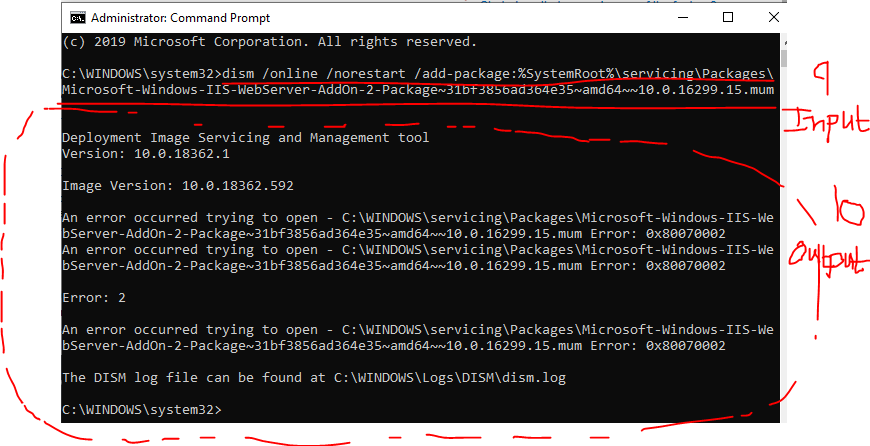 Administrator: Command Prompt
(c) 2019 Microsoft Corporation. All rights reserved.
C:\WINDOWS\system32>dism /online /norestart /add-package:%SystemRoot%\servicing\Packages\
Microsoft-Windows-IIS-WebServer-AddOn-2-Package~31bf3856ad364e35~amd64~~10.0.16299.15.mum
9
Input
Deployment Image Servicing and Management tool
Version: 10.0.18362.1
Image Version: 10.0.18362.592
10
Output
An error occurred trying to open - C:\WINDOWS\servicing\Packages\Microsoft-Windows-IIS-We
bServer-AddOn-2-Package~31bf3856ad364e35~amd64~~10.0.16299.15.mum Error: 0x80070002
An error occurred trying to open - C:\WINDOWS\servicing\Packages\Microsoft-Windows-IIS-We
bServer-AddOn-2-Package~31bf3856ad364e35~amd64~~10.0.16299.15.mum Error: 0x80070002
Error: 2
An error occurred trying to open - C:\WINDOWS\servicing\Packages\Microsoft-Windows-IIS-We
bServer-AddOn-2-Package~31bf3856ad364e35~amd64~~10.0.16299.15.mum Error: 0x80070002
The DISM log file can be found at C:\WINDOWS\Logs\DISM\dism.log
C:\WINDOWS\system32>